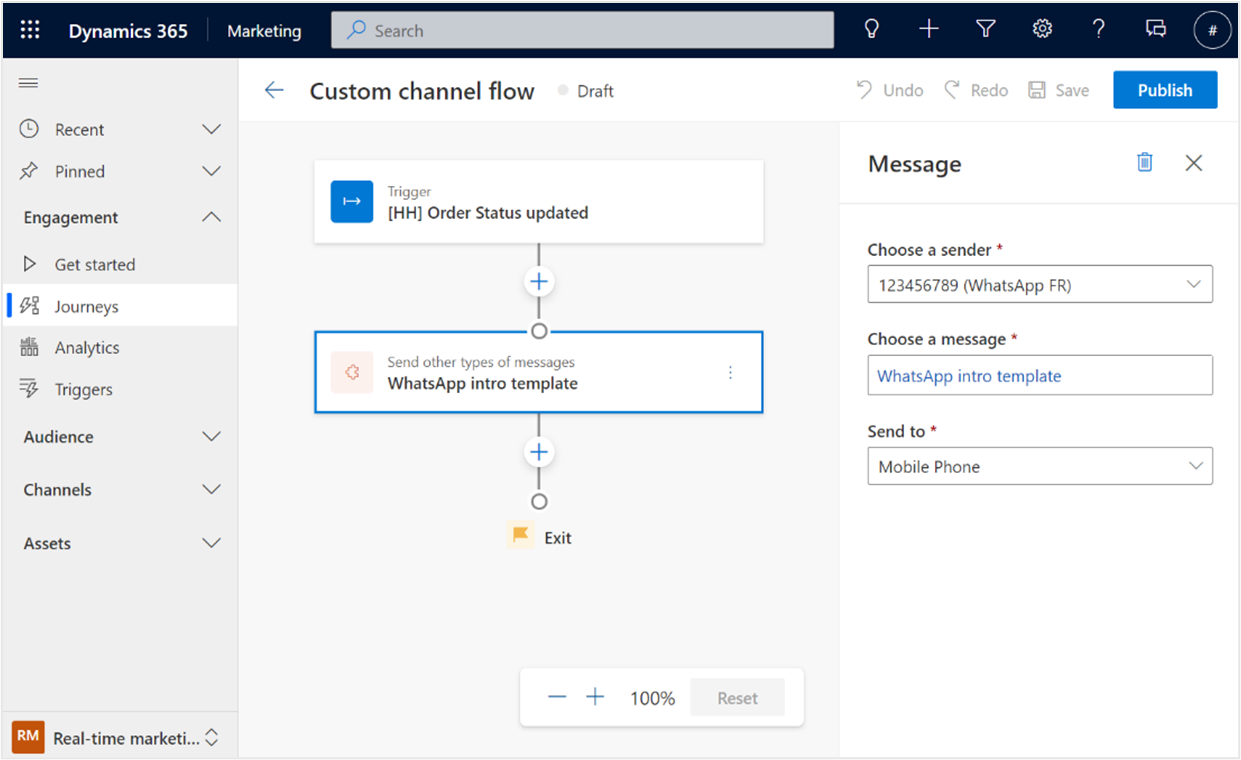 Dynamics 365
Marketing
Search
?
#
Custom channel flow
Draft
Undo
Redo
Save
Publish
Recent
Pinned
Engagement
Get started
Journeys
Analytics
Triggers
Audience
Channels
Assets
RM
Real-time marketi...
Trigger
[HH] Order Status updated
Send other types of messages
WhatsApp intro template
Exit
100%
Reset
Message
Choose a sender *
123456789 (WhatsApp FR)
Choose a message *
WhatsApp intro template
Send to *
Mobile Phone